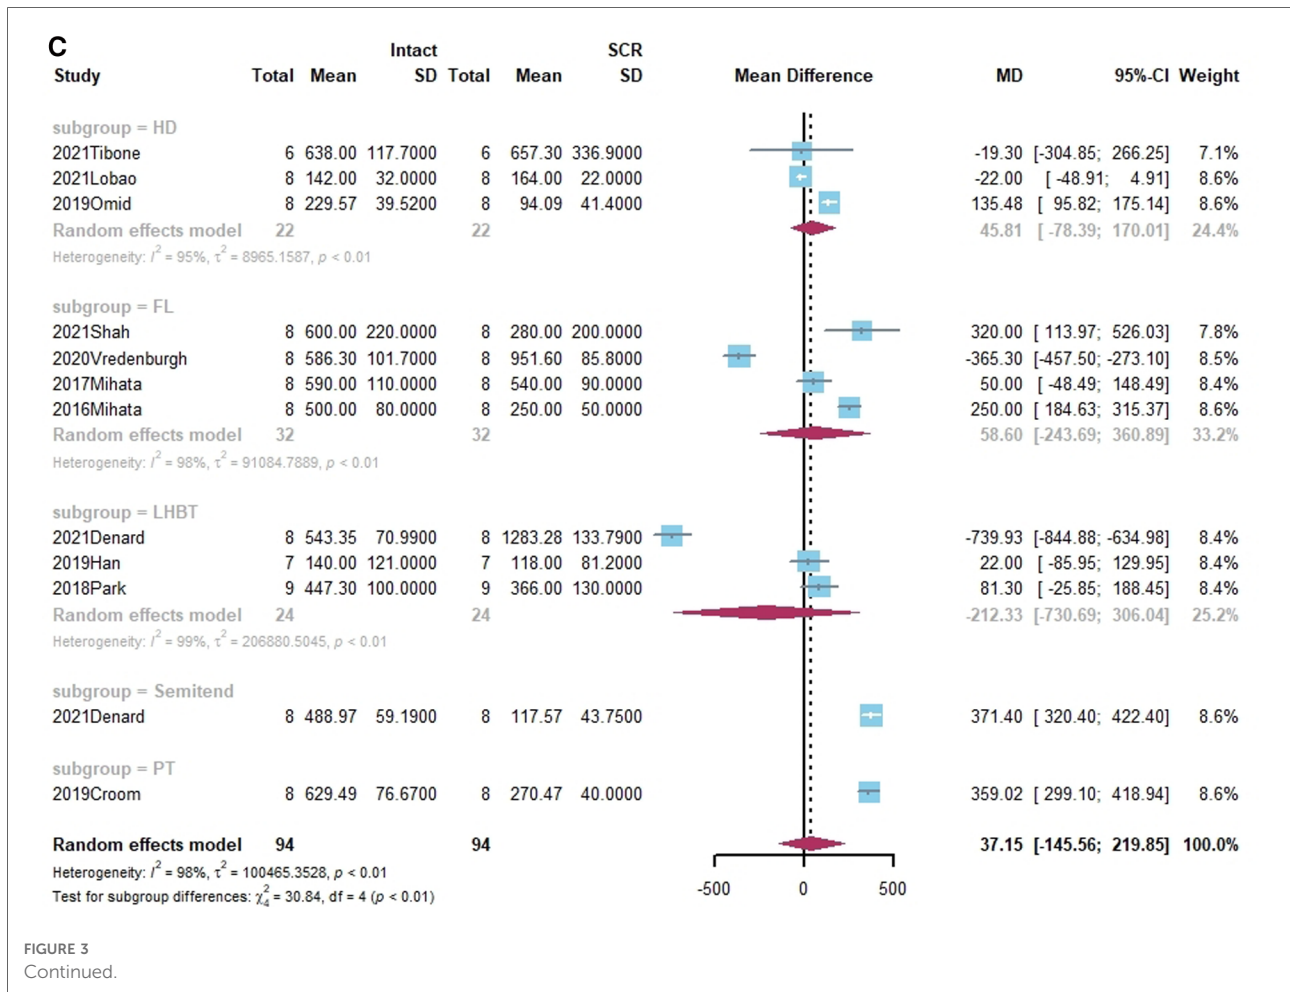 C
Intact SCR
Study Total Mean SD Total Mean SD Mean Difference MD 95%-CI Weight
subgroup = HD
2021Tibone 6 638.00 117.7000 6 657.30 336.9000 -19.30 [-304.85; 266.25] 7.1%
2021Lobao 8 142.00 32.0000 8 164.00 22.0000 -22.00 [ -48.91; 4.91] 8.6%
2019Omid 8 229.57 39.5200 8 94.09 41.4000 135.48 [ 95.82; 175.14] 8.6%
Random effects model 22 22 45.81 [ -78.39; 170.01] 24.4%
Heterogeneity: I² = 95%, τ² = 8965.1587, p < 0.01
subgroup = FL
2021Shah 8 600.00 220.0000 8 280.00 200.0000 320.00 [ 113.97; 526.03] 7.8%
2020Vredenburgh 8 586.30 101.7000 8 951.60 85.8000 -365.30 [-457.50; -273.10] 8.5%
2017Mihata 8 590.00 110.0000 8 540.00 90.0000 50.00 [ -48.49; 148.49] 8.4%
2016Mihata 8 500.00 80.0000 8 250.00 50.0000 250.00 [ 184.63; 315.37] 8.6%
Random effects model 32 32 58.60 [-243.69; 360.89] 33.2%
Heterogeneity: I² = 98%, τ² = 91084.7889, p < 0.01
subgroup = LHBT
2021Denard 8 543.35 70.9900 8 1283.28 133.7900 -739.93 [-844.88; -634.98] 8.4%
2019Han 7 140.00 121.0000 7 118.00 81.2000 22.00 [ -85.95; 129.95] 8.4%
2018Park 9 447.30 100.0000 9 366.00 130.0000 81.30 [ -25.85; 188.45] 8.4%
Random effects model 24 24 -212.33 [-730.69; 306.04] 25.2%
Heterogeneity: I² = 99%, τ² = 206880.5045, p < 0.01
subgroup = Semitend
2021Denard 8 488.97 59.1900 8 117.57 43.7500 371.40 [ 320.40; 422.40] 8.6%
subgroup = PT
2019Croom 8 629.49 76.6700 8 270.47 40.0000 359.02 [ 299.10; 418.94] 8.6%
Random effects model 94 94 37.15 [-145.56; 219.85] 100.0%
Heterogeneity: I² = 98%, τ² = 100465.3528, p < 0.01
Test for subgroup differences: χ²₄ = 30.84, df = 4 (p < 0.01)
-500 0 500
FIGURE 3
Continued.